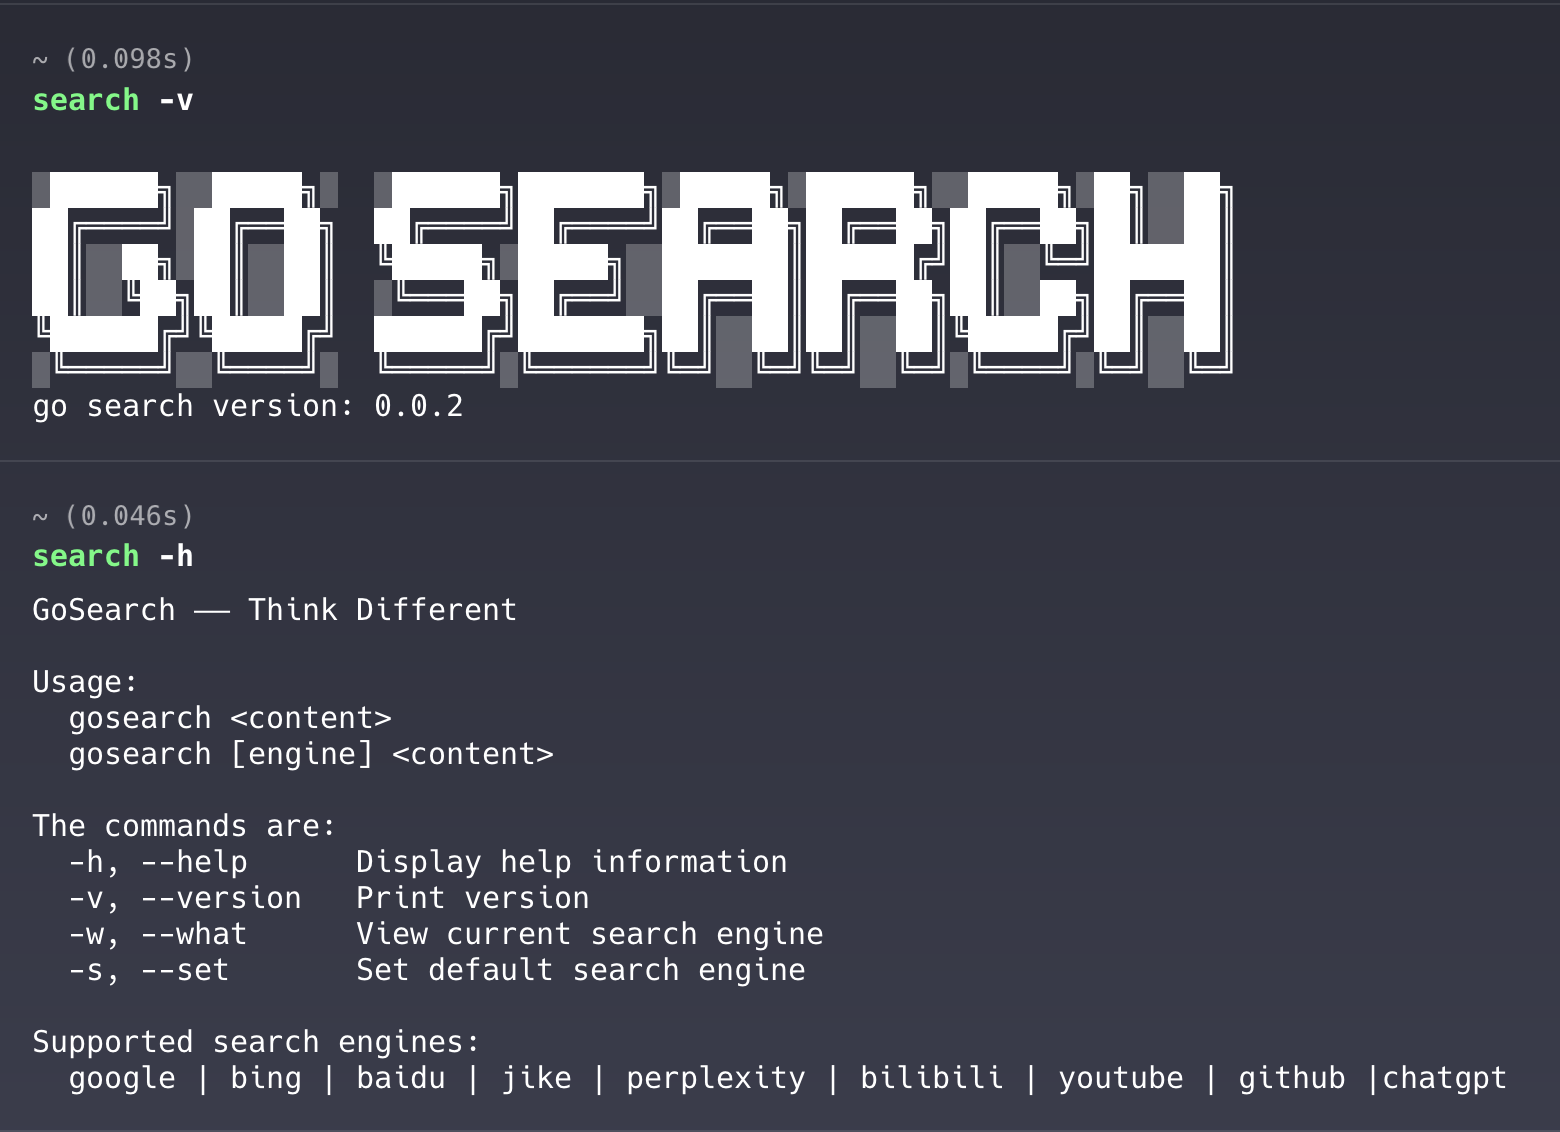 ~ (0.098s)
search -v
GO SEARCH
go search version: 0.0.2
~ (0.046s)
search -h
GoSearch —— Think Different
Usage:
  gosearch <content>
  gosearch [engine] <content>
The commands are:
  -h, --help      Display help information
  -v, --version   Print version
  -w, --what      View current search engine
  -s, --set       Set default search engine
Supported search engines:
  google | bing | baidu | jike | perplexity | bilibili | youtube | github |chatgpt